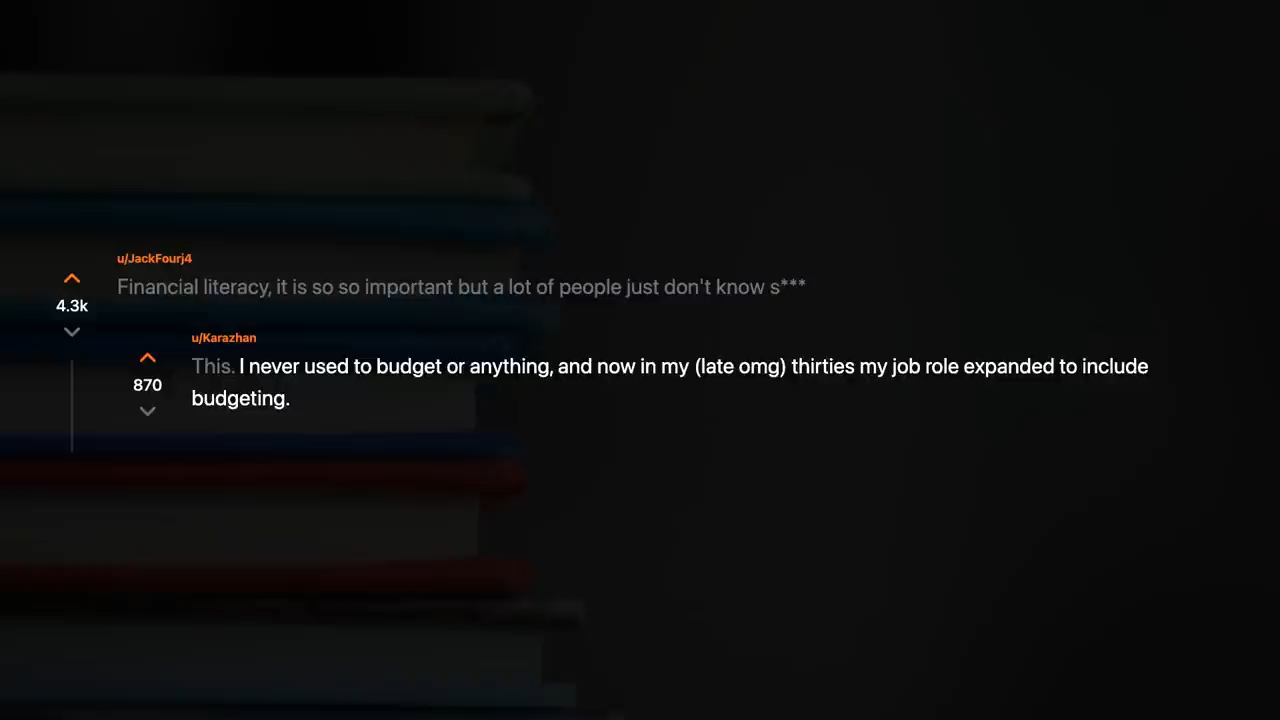 u/JackFourj4
Financial literacy, it is so so important but a lot of people just don't know s***
4.3k
u/Karazhan
This. I never used to budget or anything, and now in my (late omg) thirties my job role expanded to include
budgeting.
870